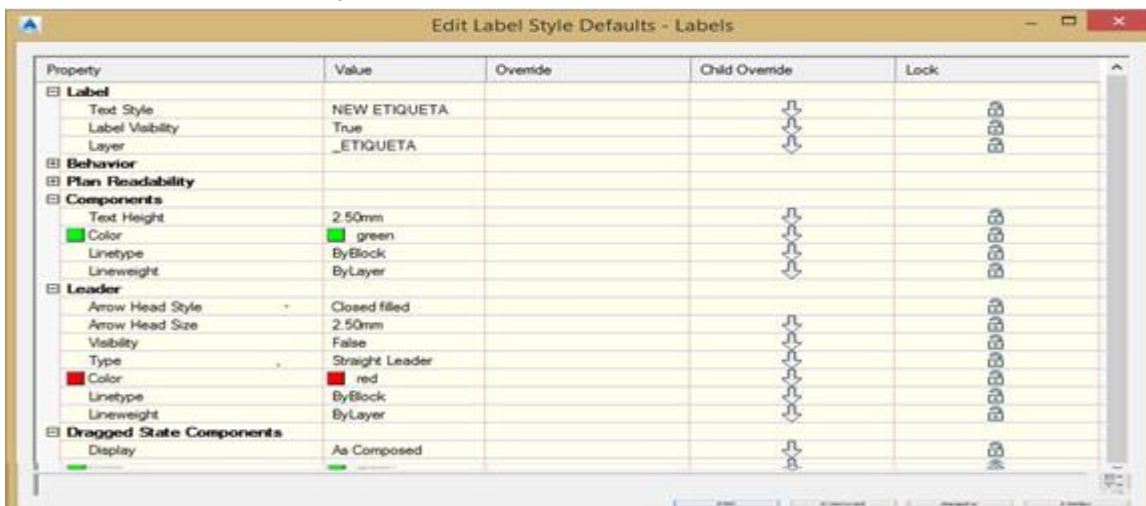 Edit Label Style Defaults - Labels
Property Value Override Child Override Lock
Label
Text Style NEW ETIQUETA
Label Visibility True
Layer _ETIQUETA
Behavior
Plan Readability
Components
Text Height 2.50mm
Color green
Linetype ByBlock
Lineweight ByLayer
Leader
Arrow Head Style Closed filled
Arrow Head Size 2.50mm
Visibility False
Type Straight Leader
Color red
Linetype ByBlock
Lineweight ByLayer
Dragged State Components
Display As Composed